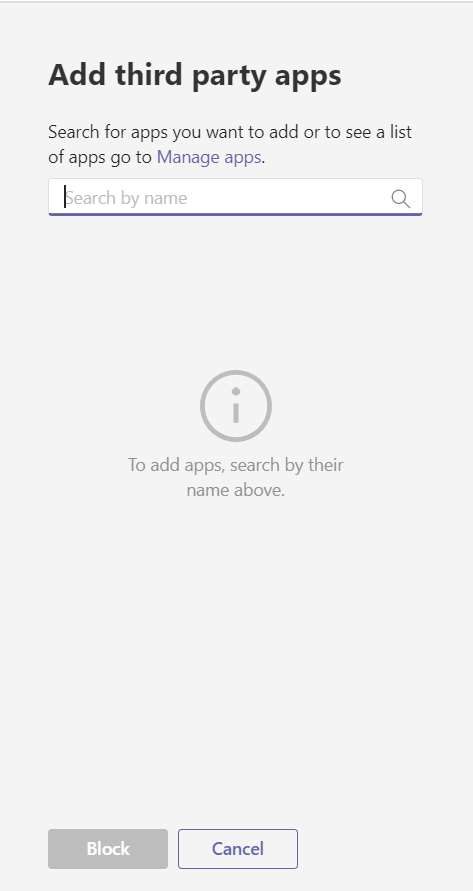 Add third party apps
Search for apps you want to add or to see a list
of apps go to Manage apps.
Search by name
To add apps, search by their
name above.
Block
Cancel